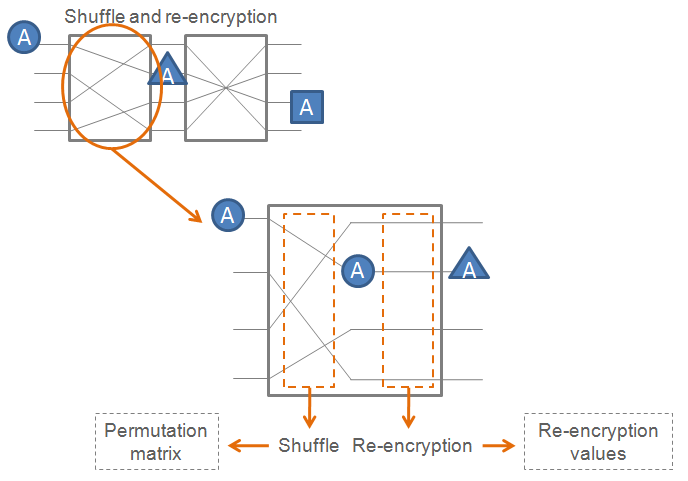 Shuffle and re-encryption
A
A
A
A
A
A
Permutation
matrix
Shuffle
Re-encryption
Re-encryption
values